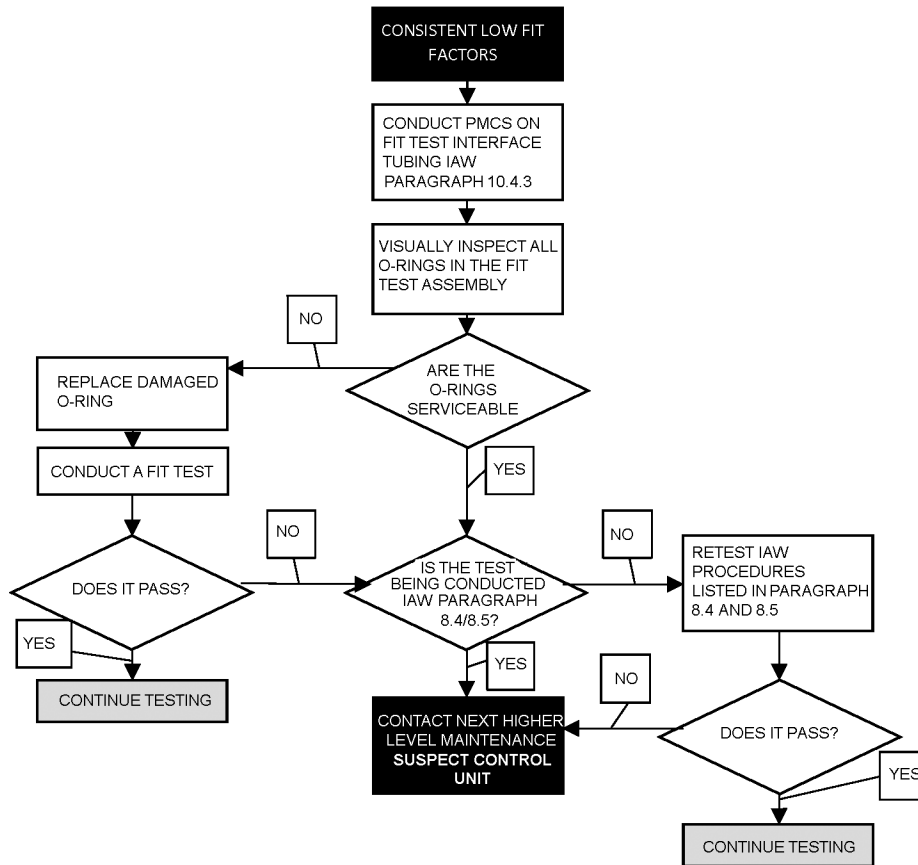 CONSISTENT LOW FIT
FACTORS
CONDUCT PMCS ON
FIT TEST INTERFACE
TUBING IAW
PARAGRAPH 10.4.3
VISUALLY INSPECT ALL
O-RINGS IN THE FIT
TEST ASSEMBLY
NO
ARE THE
O-RINGS
SERVICEABLE
REPLACE DAMAGED
O-RING
CONDUCT A FIT TEST
YES
DOES IT PASS?
NO
YES
CONTINUE TESTING
IS THE TEST
BEING CONDUCTED
IAW PARAGRAPH
8.4/8.5?
NO
RETEST IAW
PROCEDURES
LISTED IN PARAGRAPH
8.4 AND 8.5
YES
CONTACT NEXT HIGHER
LEVEL MAINTENANCE
SUSPECT CONTROL
UNIT
NO
DOES IT PASS?
YES
CONTINUE TESTING